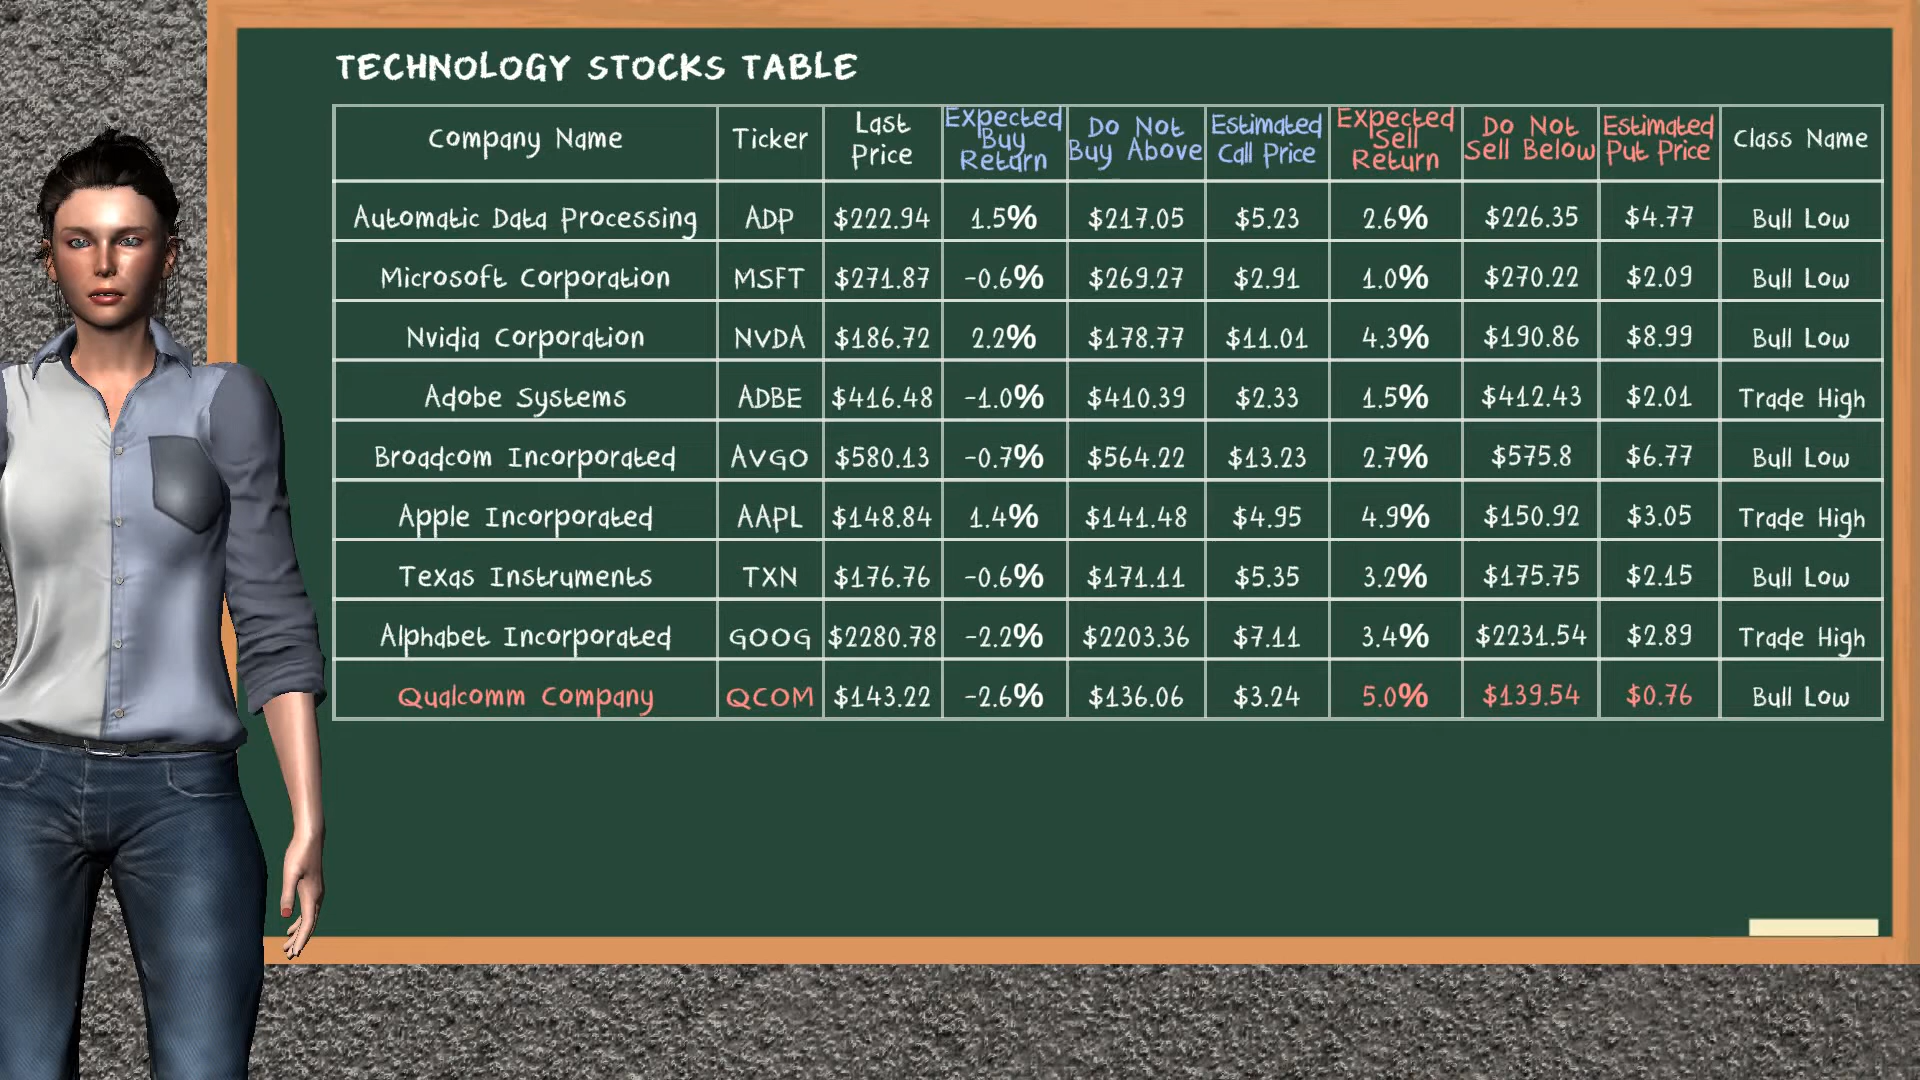 TECHNOLOGY STOCKS TABLE
Company Name Ticker Last Price Expected Buy Return Do Not Buy Above Estimated Call Price Expected Sell Return Do Not Sell Below Estimated Put Price Class Name
Automatic Data Processing ADP $222.94 1.5% $217.05 $5.23 2.6% $226.35 $4.77 Bull Low
Microsoft Corporation MSFT $271.87 -0.6% $269.27 $2.91 1.0% $270.22 $2.09 Bull Low
Nvidia Corporation NVDA $186.72 2.2% $178.77 $11.01 4.3% $190.86 $8.99 Bull Low
Adobe Systems ADBE $416.48 -1.0% $410.39 $2.33 1.5% $412.43 $2.01 Trade High
Broadcom Incorporated AVGO $580.13 -0.7% $564.22 $13.23 2.7% $575.8 $6.77 Bull Low
Apple Incorporated AAPL $148.84 1.4% $141.48 $4.95 4.9% $150.92 $3.05 Trade High
Texas Instruments TXN $176.76 -0.6% $171.11 $5.35 3.2% $175.75 $2.15 Bull Low
Alphabet Incorporated GOOG $2280.78 -2.2% $2203.36 $7.11 3.4% $2231.54 $2.89 Trade High
Qualcomm Company QCOM $143.22 -2.6% $136.06 $3.24 5.0% $139.54 $0.76 Bull Low